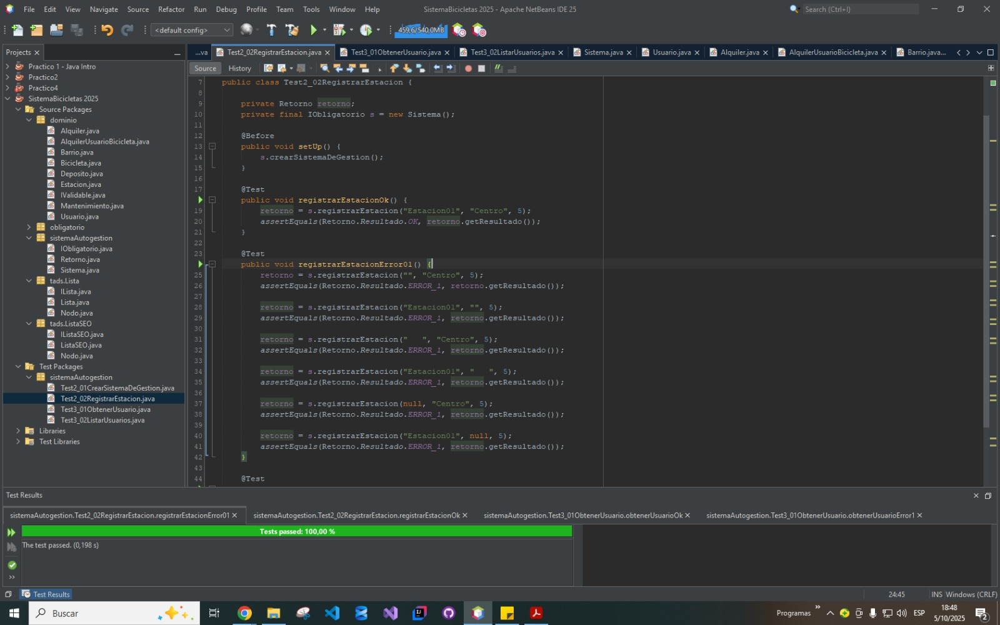 File Edit View Navigate Source Refactor Run Debug Profile Team Tools Window Help
SistemaBicicletas 2025 - Apache NetBeans IDE 25
Search (Ctrl+I)
<default config>
459,6/540,0MB
Projects
...va
Test2_02RegistrarEstacion.java
Test3_01ObtenerUsuario.java
Test3_02ListarUsuarios.java
Sistema.java
Usuario.java
Alquiler.java
AlquilerUsuarioBicicleta.java
Barrio.java...
Source History
Practico 1 - Java Intro
Practico2
Practico4
SistemaBicicletas 2025
Source Packages
dominio
Alquiler.java
AlquilerUsuarioBicicleta.java
Barrio.java
Bicicleta.java
Deposito.java
Estacion.java
IValidable.java
Mantenimiento.java
Usuario.java
obligatorio
sistemaAutogestion
IObligatorio.java
Retorno.java
Sistema.java
tads.Lista
ILista.java
Lista.java
Nodo.java
tads.ListaSEO
IListaSEO.java
ListaSEO.java
Nodo.java
Test Packages
sistemaAutogestion
Test2_01CrearSistemaDeGestion.java
Test2_02RegistrarEstacion.java
Test3_01ObtenerUsuario.java
Test3_02ListarUsuarios.java
Libraries
Test Libraries
7 public class Test2_02RegistrarEstacion {
8
9 private Retorno retorno;
10 private final IObligatorio s = new Sistema();
11
12 @Before
13 public void setUp() {
14 s.crearSistemaDeGestion();
15 }
16
17 @Test
public void registrarEstacionOk() {
19 retorno = s.registrarEstacion("Estacion01", "Centro", 5);
20 assertEquals(Retorno.Resultado.OK, retorno.getResultado());
21 }
22
23 @Test
public void registrarEstacionError01() {
25 retorno = s.registrarEstacion("", "Centro", 5);
26 assertEquals(Retorno.Resultado.ERROR_1, retorno.getResultado());
27
28 retorno = s.registrarEstacion("Estacion01", "", 5);
29 assertEquals(Retorno.Resultado.ERROR_1, retorno.getResultado());
30
31 retorno = s.registrarEstacion("   ", "Centro", 5);
32 assertEquals(Retorno.Resultado.ERROR_1, retorno.getResultado());
33
34 retorno = s.registrarEstacion("Estacion01", "   ", 5);
35 assertEquals(Retorno.Resultado.ERROR_1, retorno.getResultado());
36
37 retorno = s.registrarEstacion(null, "Centro", 5);
38 assertEquals(Retorno.Resultado.ERROR_1, retorno.getResultado());
39
40 retorno = s.registrarEstacion("Estacion01", null, 5);
41 assertEquals(Retorno.Resultado.ERROR_1, retorno.getResultado());
42 }
43
44 @Test
Test Results
sistemaAutogestion.Test2_02RegistrarEstacion.registrarEstacionError01
sistemaAutogestion.Test2_02RegistrarEstacion.registrarEstacionOk
sistemaAutogestion.Test3_01ObtenerUsuario.obtenerUsuarioOk
sistemaAutogestion.Test3_01ObtenerUsuario.obtenerUsuarioError1
Tests passed: 100,00 %
The test passed. (0,198 s)
Test Results
24:45 INS Windows (CRLF)
Buscar
Programas
ESP
18:48
5/10/2025
2